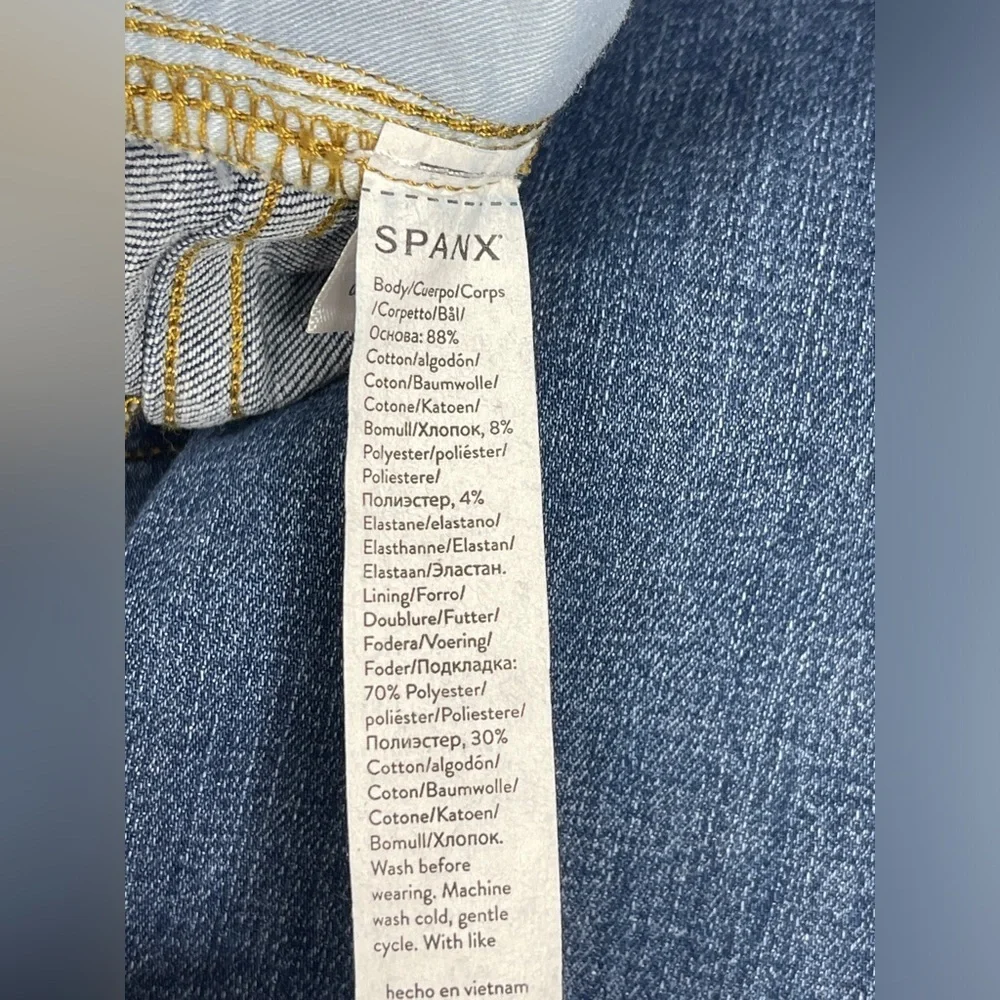 SPANX
Body/Cuerpo/Corps
/Corpetto/Bål/
Основа: 88%
Cotton/algodón/
Coton/Baumwolle/
Cotone/Katoen/
Bomull/Хлопок, 8%
Polyester/poliéster/
Poliestere/
Полиэстер, 4%
Elastane/elastano/
Elasthanne/Elastan/
Elastaan/Эластан.
Lining/Forro/
Doublure/Futter/
Fodera/Voering/
Foder/Подкладка:
70% Polyester/
poliéster/Poliestere/
Полиэстер, 30%
Cotton/algodón/
Coton/Baumwolle/
Cotone/Katoen/
Bomull/Хлопок.
Wash before
wearing. Machine
wash cold, gentle
cycle. With like
hecho en vietnam